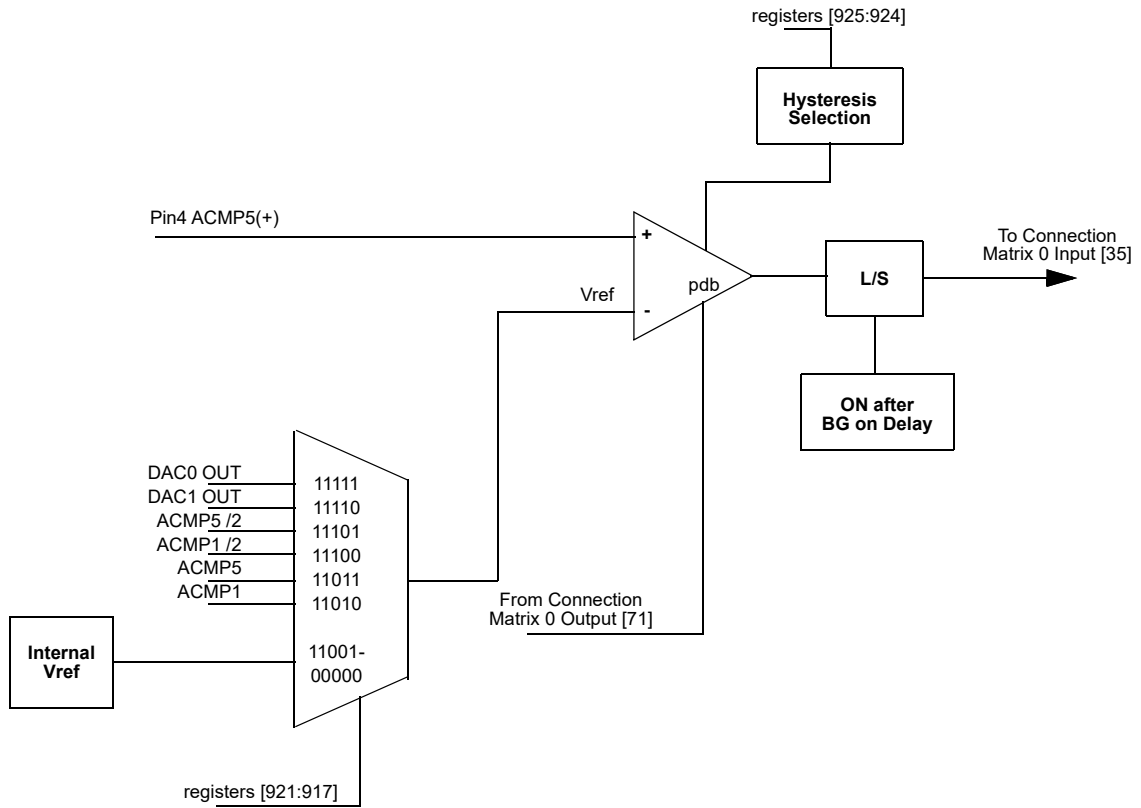 registers [925:924]
Hysteresis
Selection
Pin4 ACMP5(+)
+
To Connection
Matrix 0 Input [35]
L/S
pdb
Vref
-
ON after
BG on Delay
DAC0 OUT
11111
DAC1 OUT
11110
ACMP5 /2
11101
ACMP1 /2
11100
ACMP5
11011
ACMP1
11010
From Connection
Matrix 0 Output [71]
Internal
Vref
11001-
00000
registers [921:917]